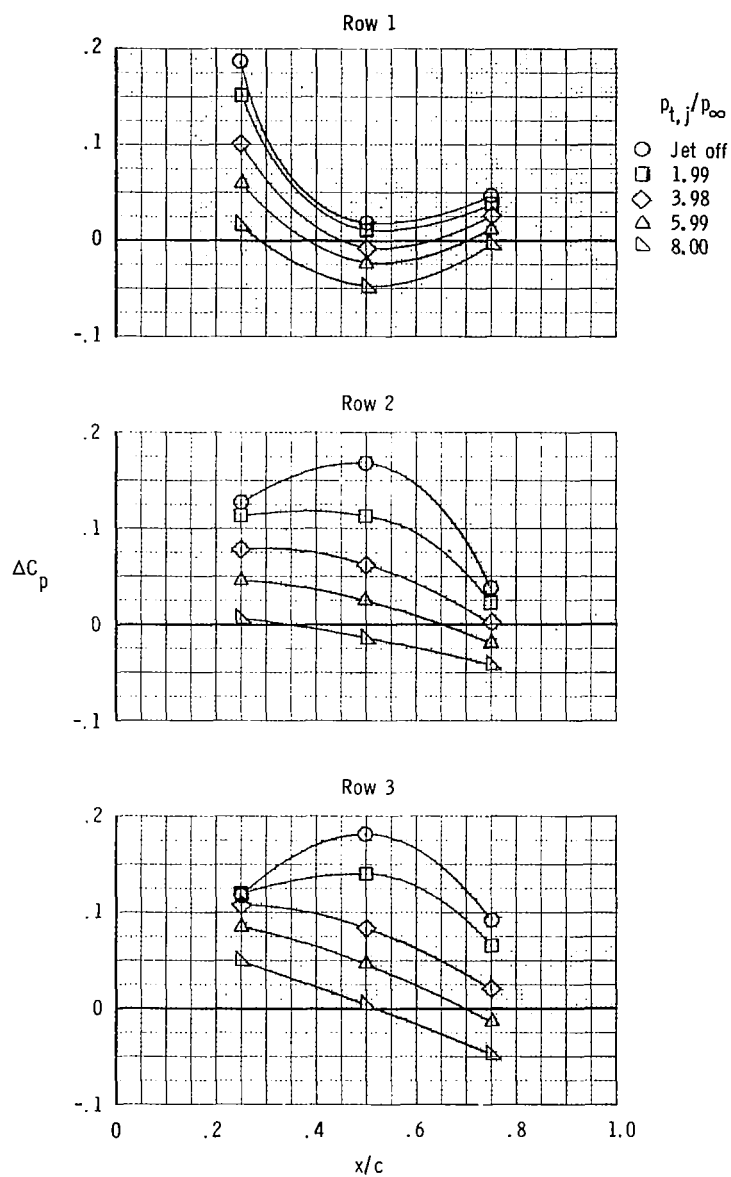 Row 1
.2
.1
0
-.1
p_{t,j}/p_∞
Jet off
1.99
3.98
5.99
8.00
Row 2
.2
.1
0
-.1
ΔC_p
Row 3
.2
.1
0
-.1
0 .2 .4 .6 .8 1.0
x/c